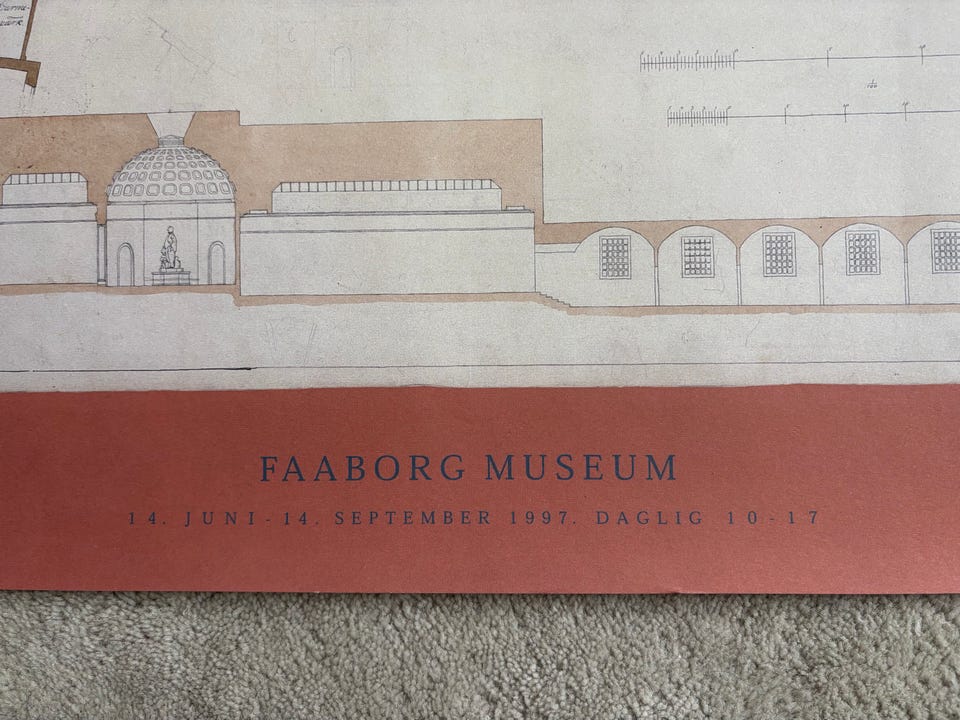 FAABORG MUSEUM
14. JUNI - 14. SEPTEMBER 1997. DAGLIG 10 - 17